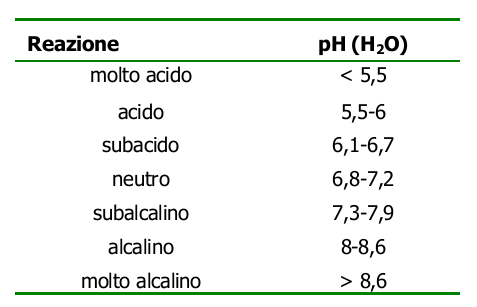 Reazione pH (H₂O)
molto acido < 5,5
acido 5,5-6
subacido 6,1-6,7
neutro 6,8-7,2
subalcalino 7,3-7,9
alcalino 8-8,6
molto alcalino > 8,6